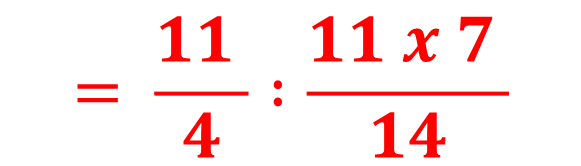 = 11/4 : 11 x 7/14